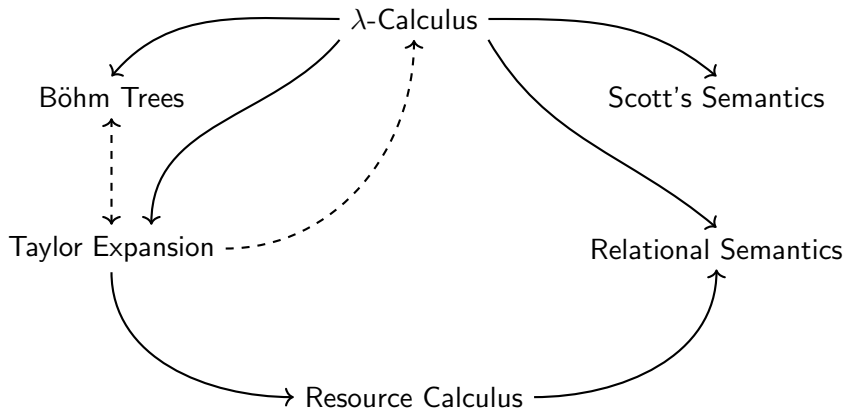 λ-Calculus
Böhm Trees
Scott's Semantics
Taylor Expansion
Relational Semantics
Resource Calculus